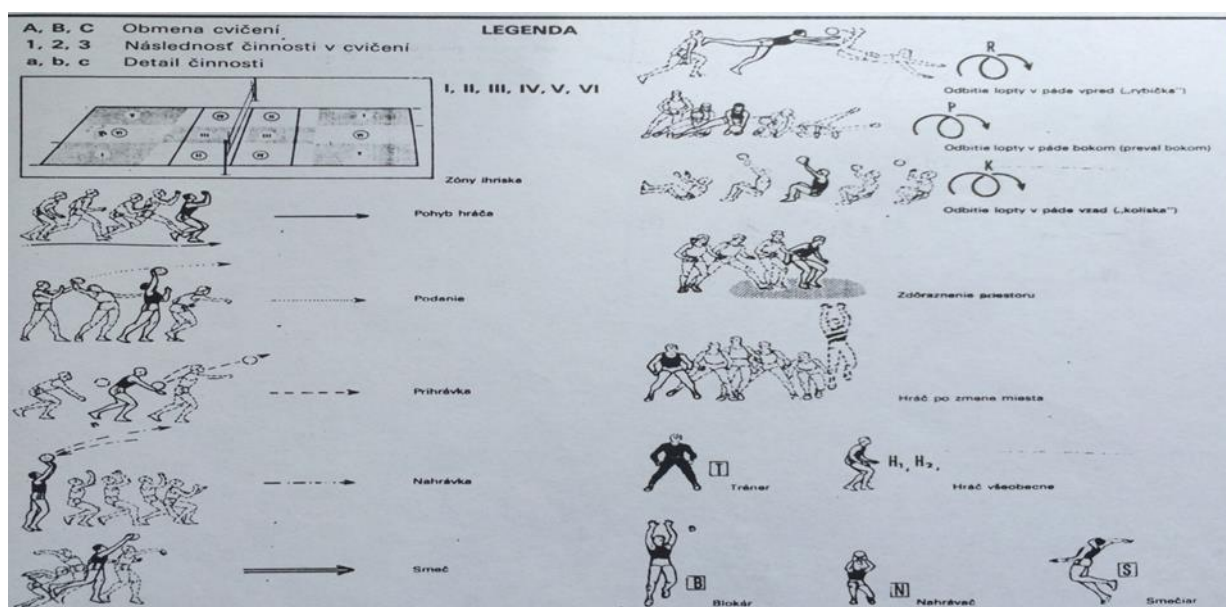 A, B, C Obmena cvičení
LEGENDA
1, 2, 3 Následnosť činnosti v cvičení
a, b, c Detail činnosti
I, II, III, IV, V, VI
Zóny ihriska
Pohyb hráča
Podanie
Prihrávka
Nahrávka
Smeč
R
Odbitie lopty v páde vpred („rybička")
P
Odbitie lopty v páde bokom (preval bokom)
K
Odbitie lopty v páde vzad („kolíska")
Zdôraznenie priestoru
Hráč po zmene miesta
T
Tréner
H₁, H₂,
Hráč všeobecne
B
Blokár
N
Nahrávač
S
Smečiar